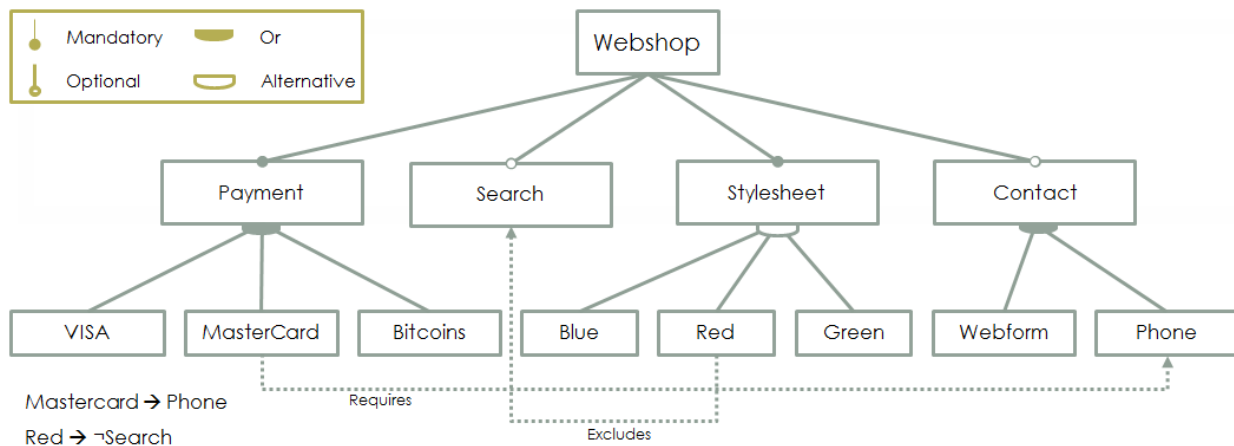 Mandatory
Or
Optional
Alternative
Webshop
Payment
Search
Stylesheet
Contact
VISA
MasterCard
Bitcoins
Blue
Red
Green
Webform
Phone
Mastercard → Phone
Requires
Red → ¬Search
Excludes